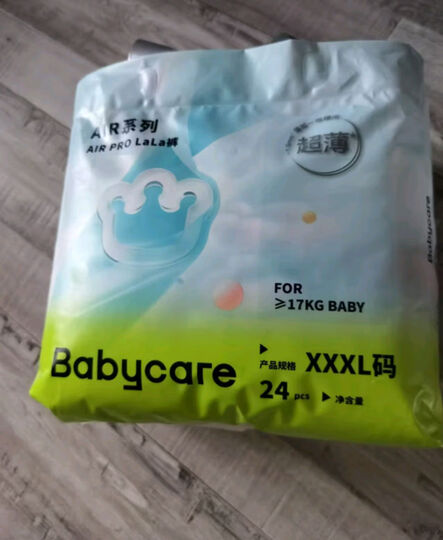 AIR系列
AIR PRO LaLa裤
超薄
FOR
≥17KG BABY
Babycare
产品规格 XXXL码
24 pcs 净含量
Babycare